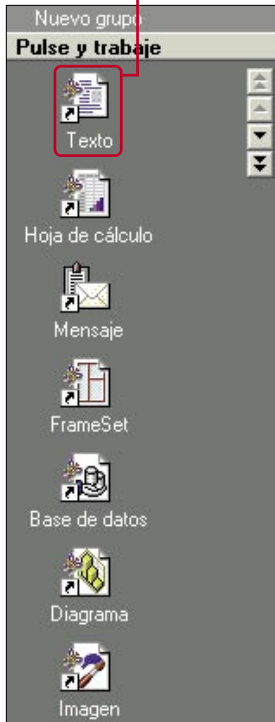 Nuevo grupo
Pulse y trabaje
Texto
Hoja de cálculo
Mensaje
FrameSet
Base de datos
Diagrama
Imagen